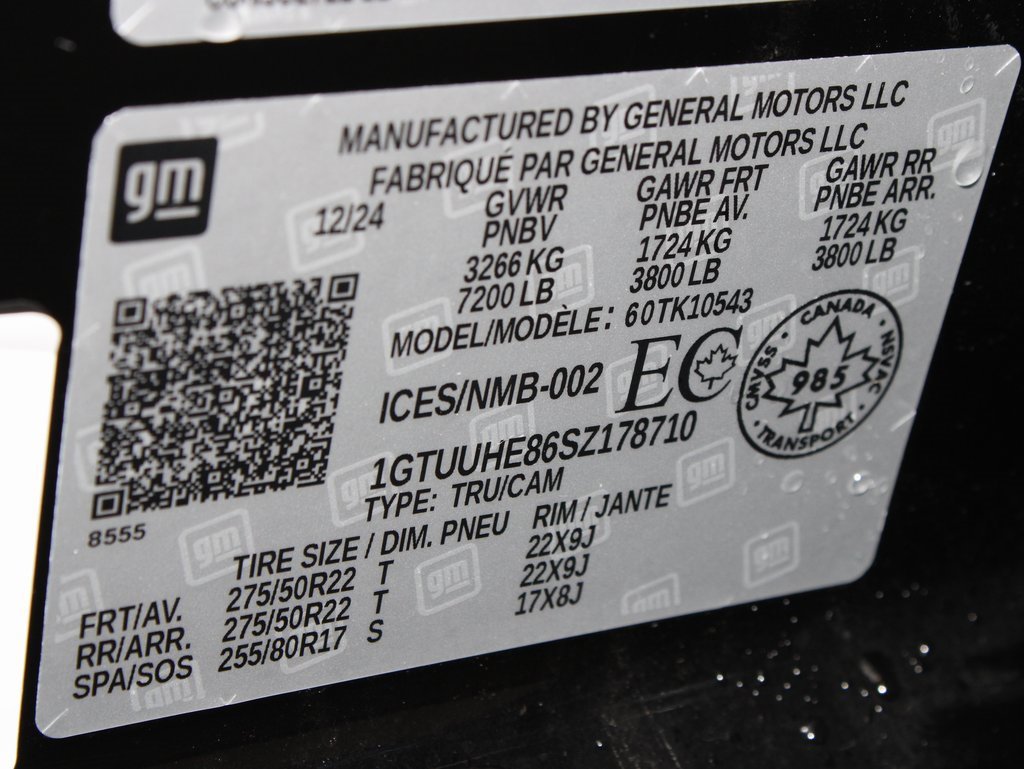 MANUFACTURED BY GENERAL MOTORS LLC
FABRIQUÉ PAR GENERAL MOTORS LLC
gm
12/24
GVWR GAWR FRT GAWR RR
PNBV PNBE AV. PNBE ARR.
3266 KG 1724 KG 1724 KG
7200 LB 3800 LB 3800 LB
MODEL/MODÈLE: 60TK10543
ICES/NMB-002 EC
CANADA · NSVAC · TRANSPORT · CMVSS
985
1GTUUHE86SZ178710
TYPE: TRU/CAM
8555
TIRE SIZE / DIM. PNEU RIM / JANTE
FRT/AV. 275/50R22 T 22X9J
RR/ARR. 275/50R22 T 22X9J
SPA/SOS 255/80R17 S 17X8J